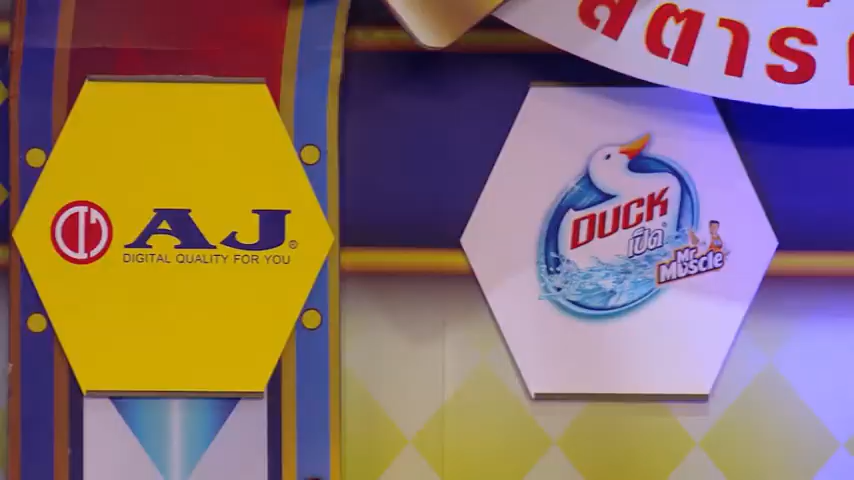 สตาร
AJ
DIGITAL QUALITY FOR YOU
DUCK
เป็ด
Mr
Muscle